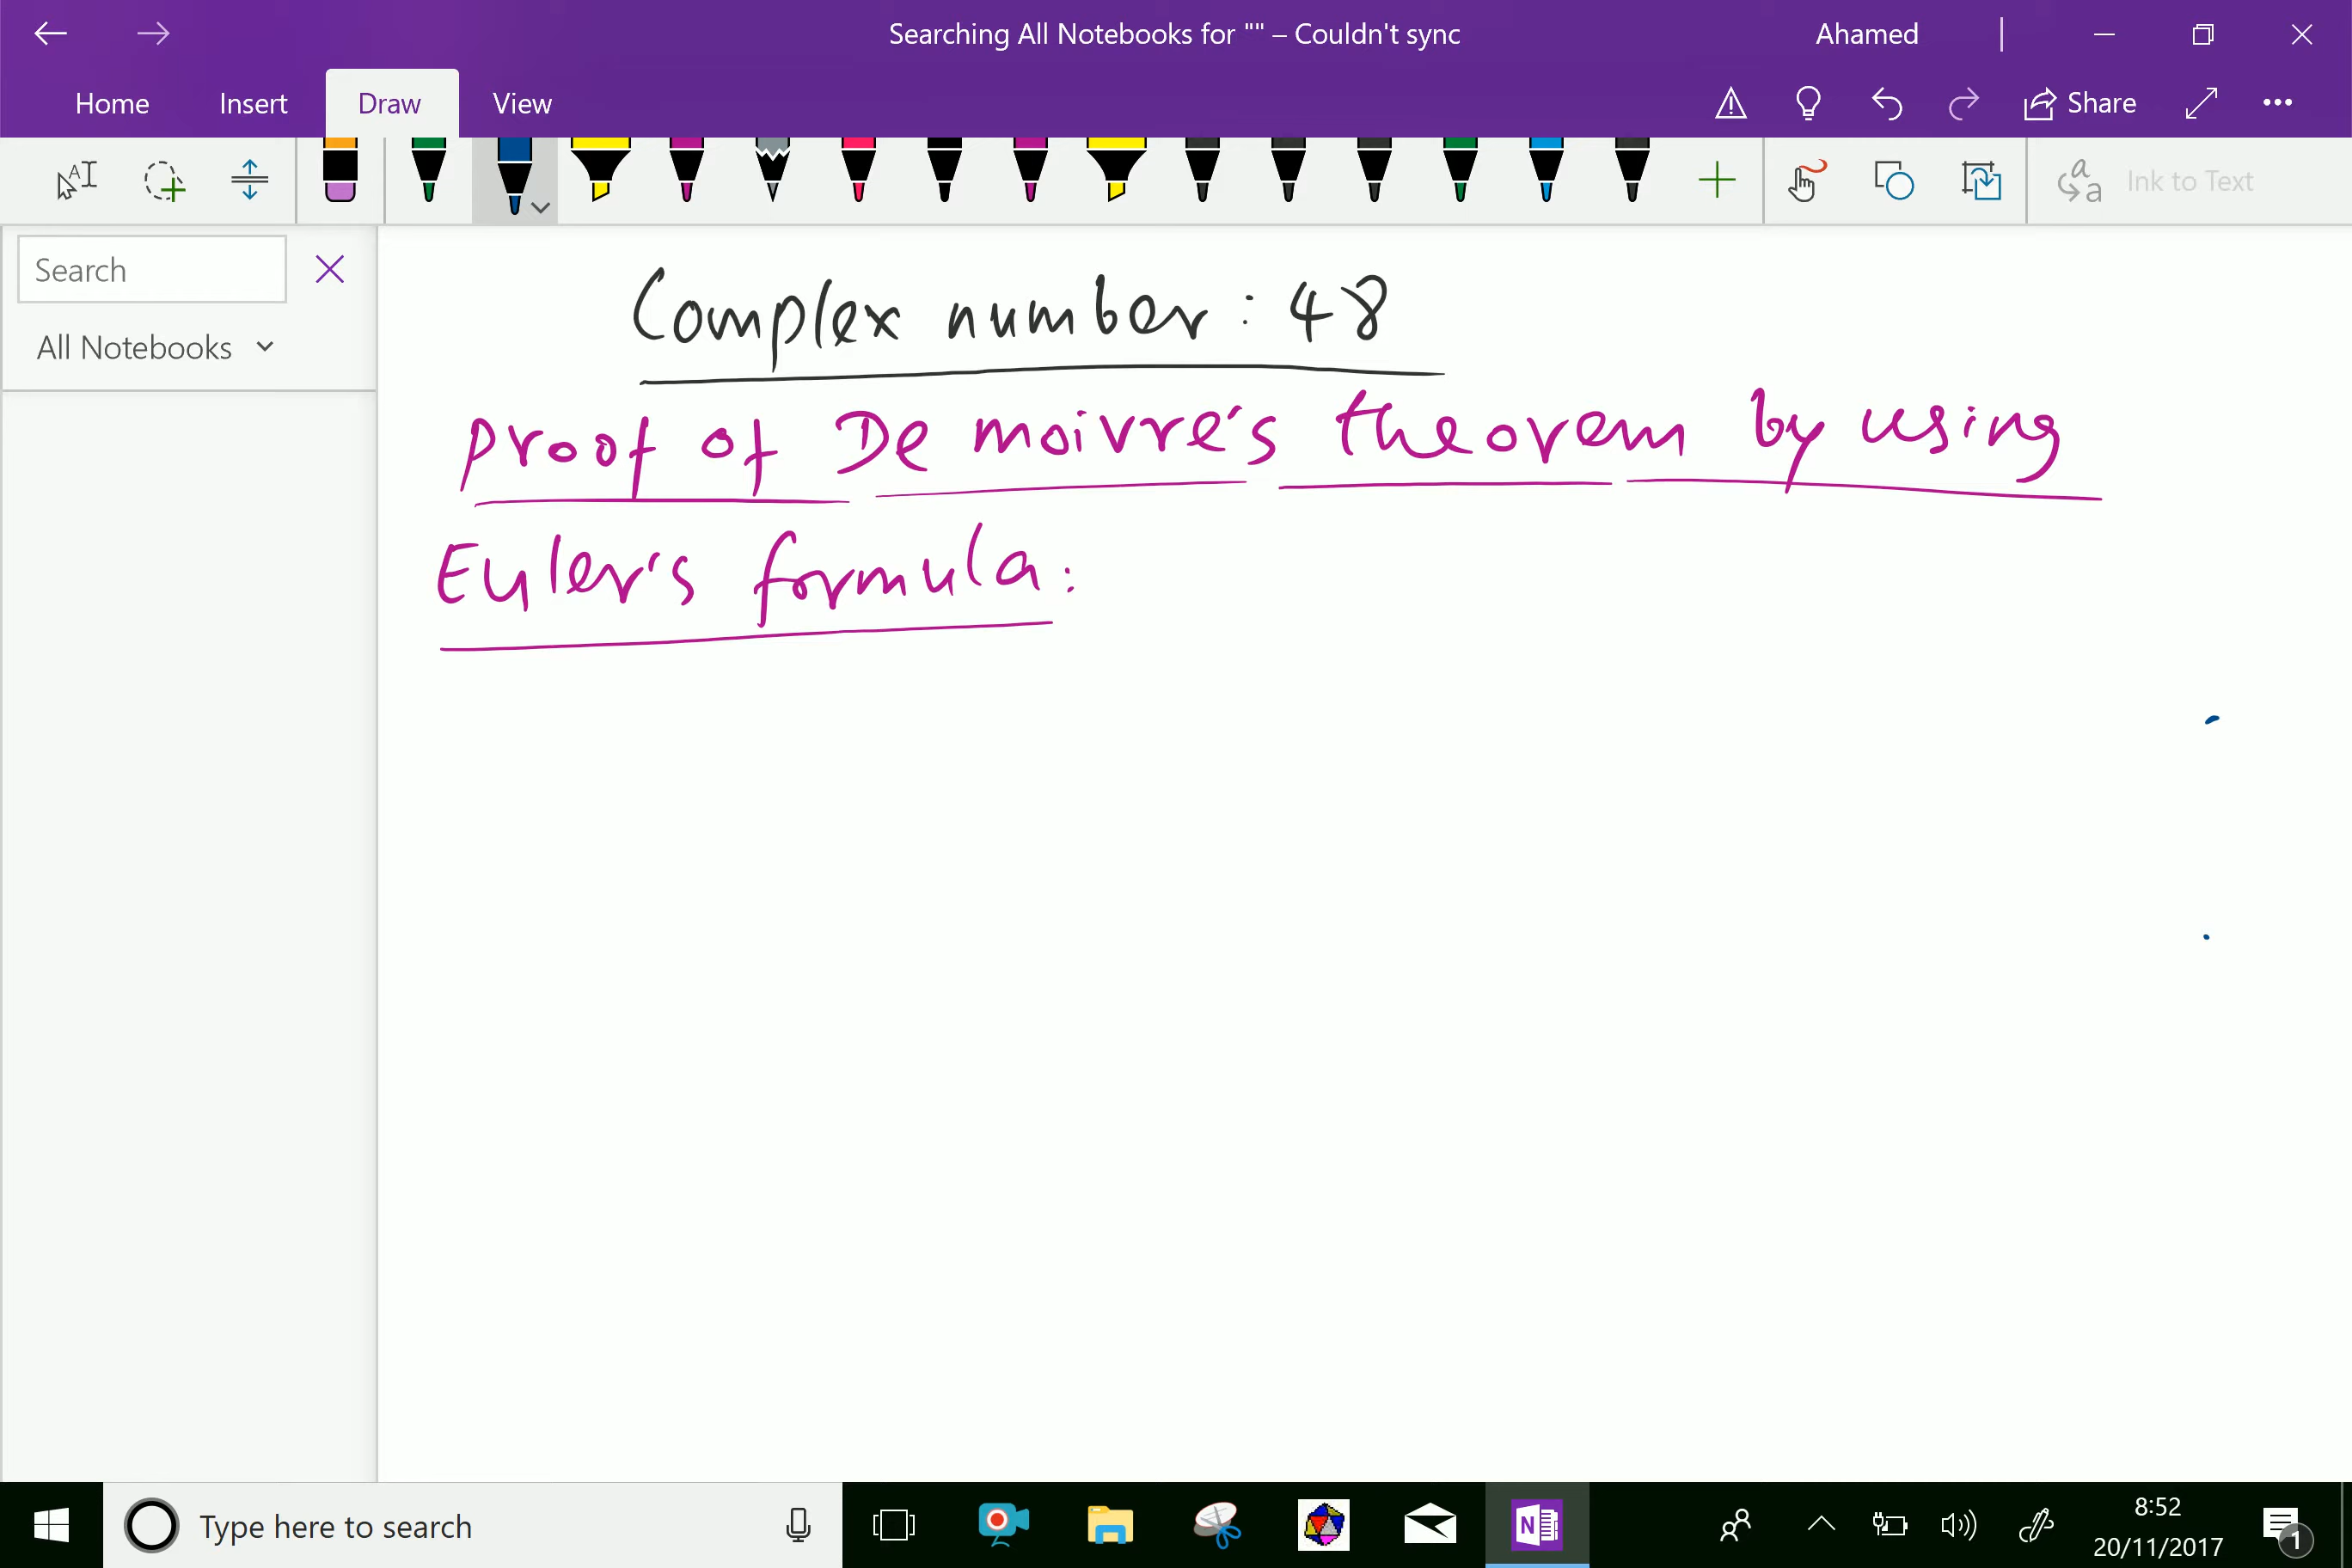 Searching All Notebooks for "" – Couldn't sync
Ahamed
Home Insert Draw View
Share
Ink to Text
Search
All Notebooks
Complex number : 48
proof of De moivre's theorem by using
Euler's formula :
Type here to search
8:52
20/11/2017
1